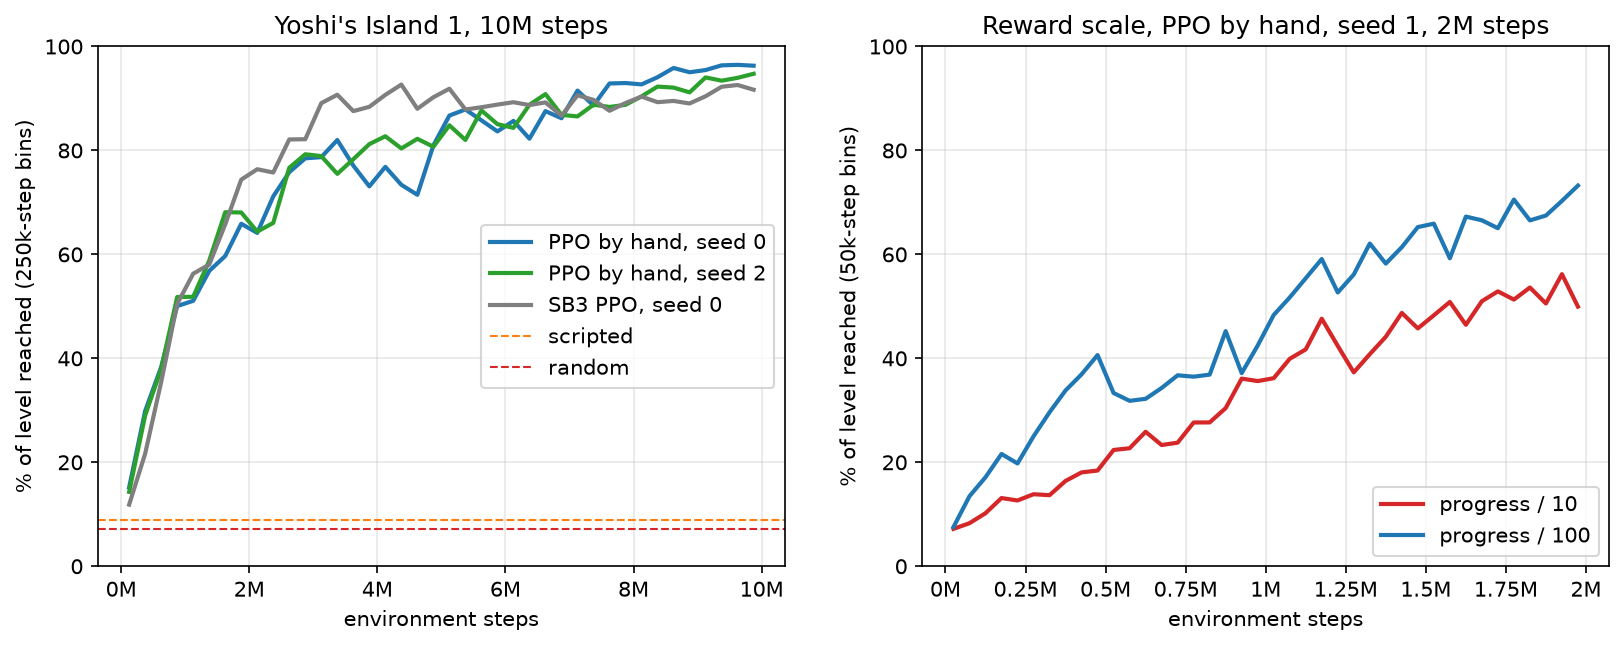 Yoshi's Island 1, 10M steps
% of level reached (250k-step bins)
100
80
60
40
20
0
PPO by hand, seed 0
PPO by hand, seed 2
SB3 PPO, seed 0
scripted
random
0M
2M
4M
6M
8M
10M
environment steps
Reward scale, PPO by hand, seed 1, 2M steps
% of level reached (50k-step bins)
100
80
60
40
20
0
progress / 10
progress / 100
0M
0.25M
0.5M
0.75M
1M
1.25M
1.5M
1.75M
2M
environment steps